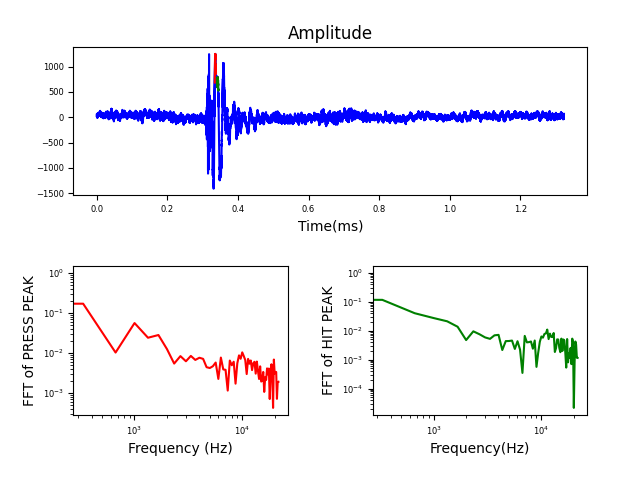 Amplitude
1000
500
0
−500
−1000
−1500
0.0 0.2 0.4 0.6 0.8 1.0 1.2
Time(ms)
FFT of PRESS PEAK
10⁰
10⁻¹
10⁻²
10⁻³
10³ 10⁴
Frequency (Hz)
FFT of HIT PEAK
10⁰
10⁻¹
10⁻²
10⁻³
10⁻⁴
10³ 10⁴
Frequency(Hz)